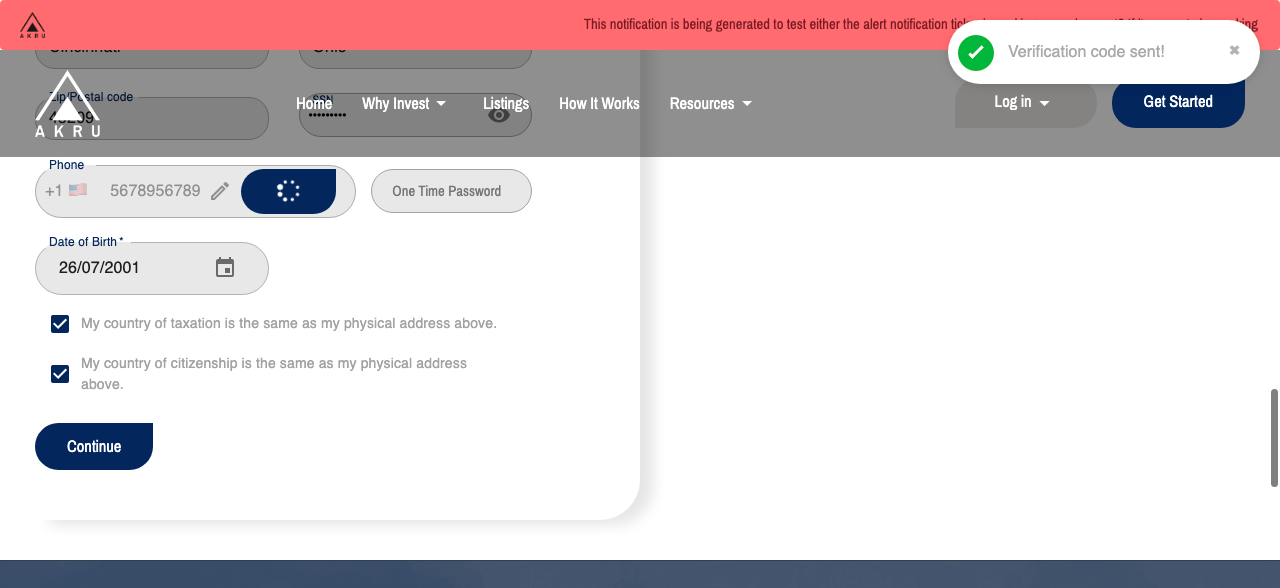 AKRU
This notification is being generated to test either the alert notification
Verification code sent!
Cincinnati
Ohio
Zip/Postal code
SSN
AKRU
Home
Why Invest
Listings
How It Works
Resources
Log in
Get Started
Phone
+1
5678956789
One Time Password
Date of Birth *
26/07/2001
My country of taxation is the same as my physical address above.
My country of citizenship is the same as my physical address
above.
Continue